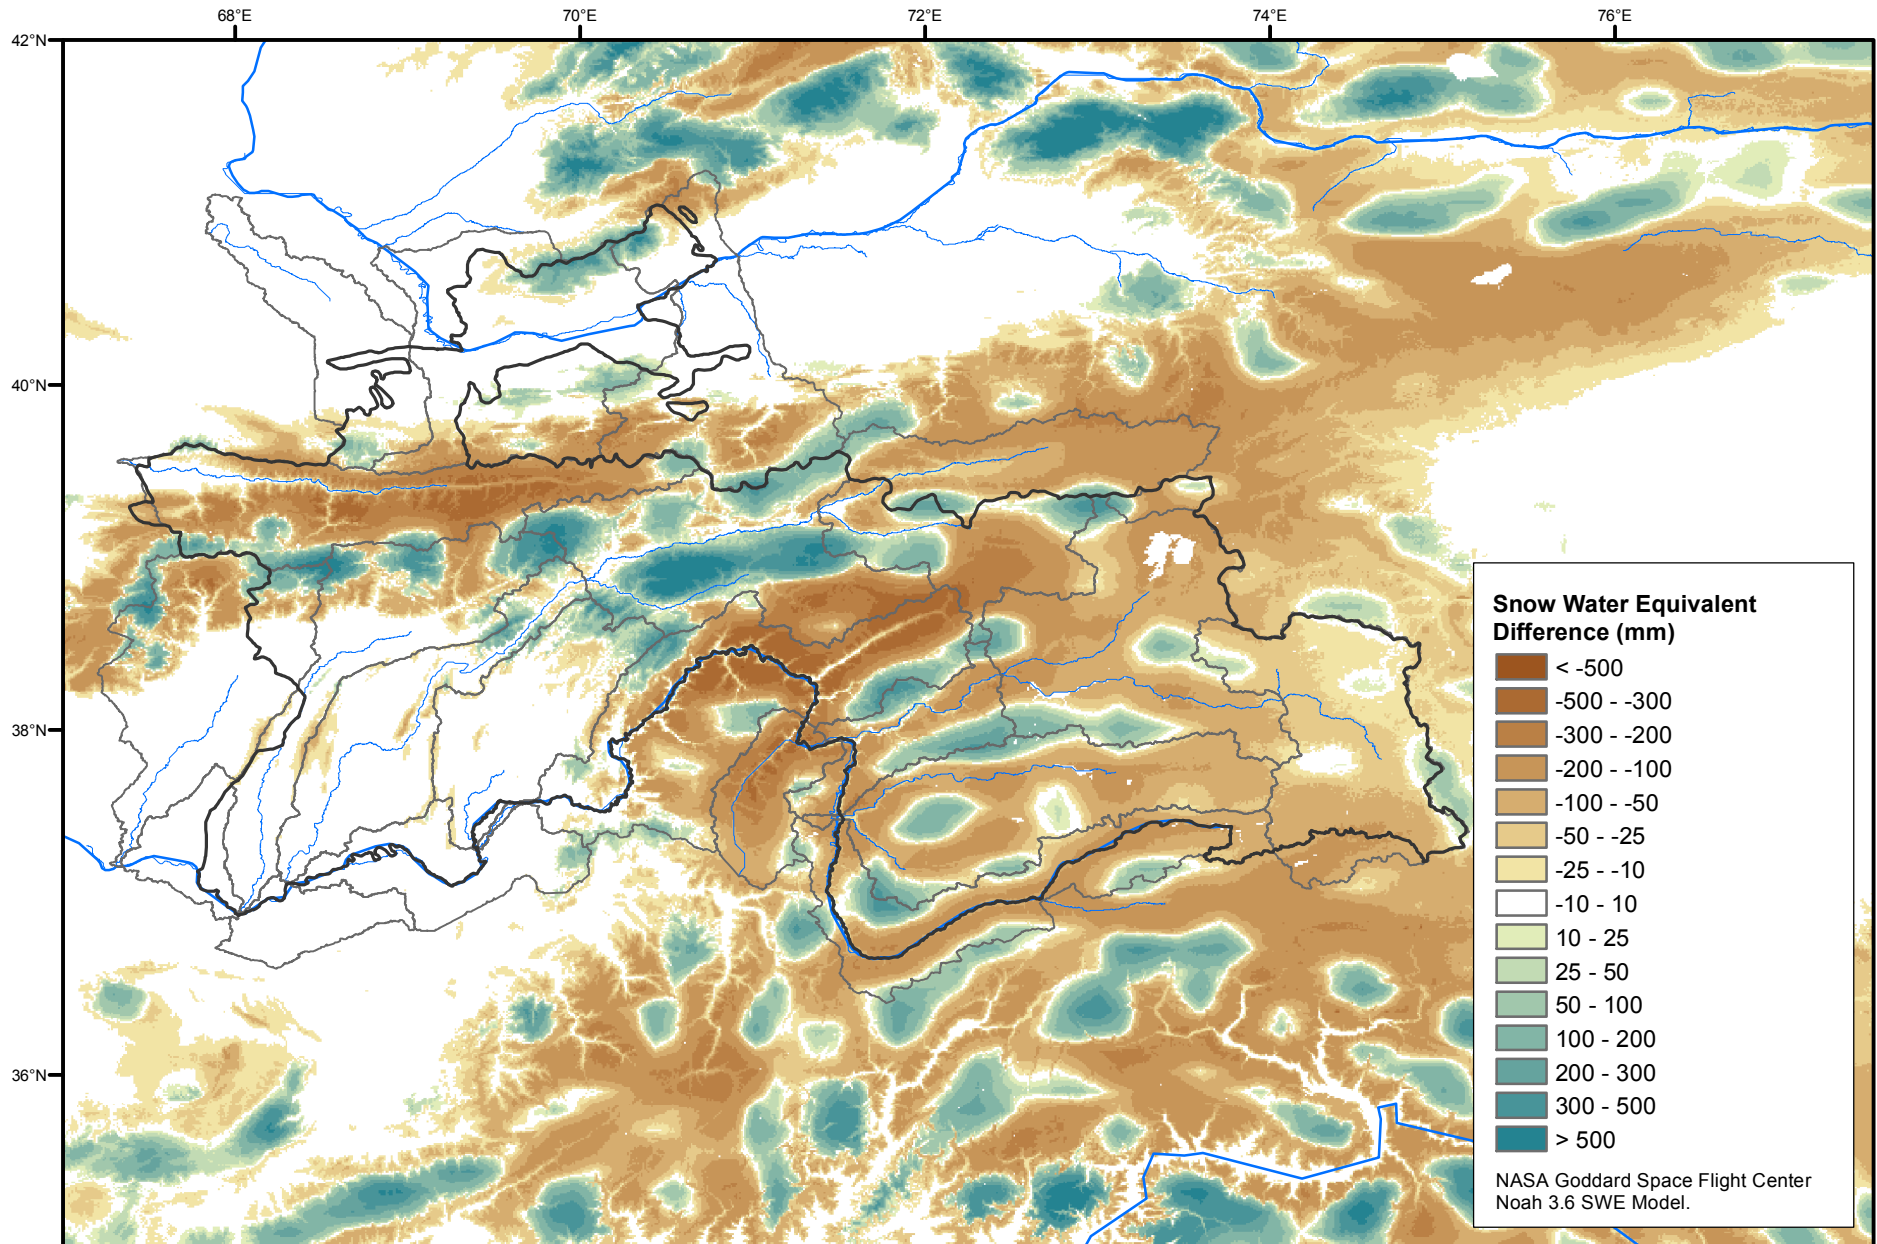 68°E 70°E 72°E 74°E 76°E
42°N
40°N
38°N
36°N
Snow Water Equivalent
Difference (mm)
< -500
-500 - -300
-300 - -200
-200 - -100
-100 - -50
-50 - -25
-25 - -10
-10 - 10
10 - 25
25 - 50
50 - 100
100 - 200
200 - 300
300 - 500
> 500
NASA Goddard Space Flight Center
Noah 3.6 SWE Model.